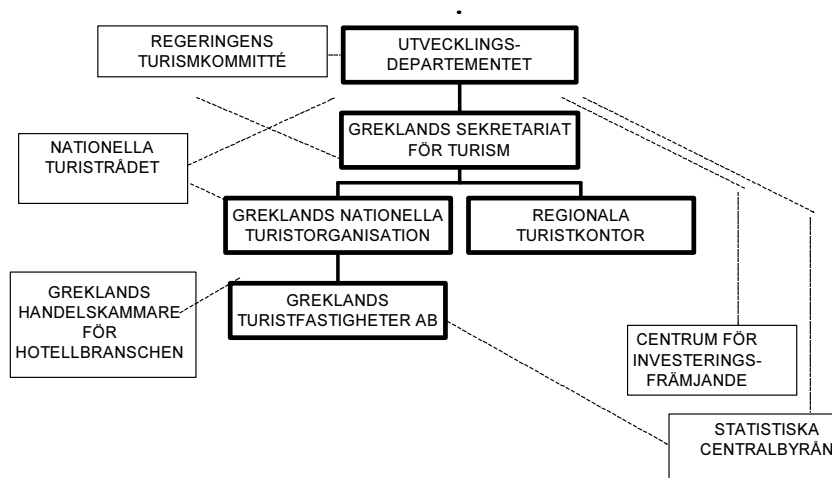 REGERINGENS
TURISMKOMMITTÉ
UTVECKLINGS-
DEPARTEMENTET
GREKLANDS SEKRETARIAT
FÖR TURISM
NATIONELLA
TURISTRÅDET
GREKLANDS NATIONELLA
TURISTORGANISATION
REGIONALA
TURISTKONTOR
GREKLANDS
HANDELSKAMMARE
FÖR
HOTELLBRANSCHEN
GREKLANDS
TURISTFASTIGHETER AB
CENTRUM FÖR
INVESTERINGS-
FRÄMJANDE
STATISTISKA
CENTRALBYRÅN